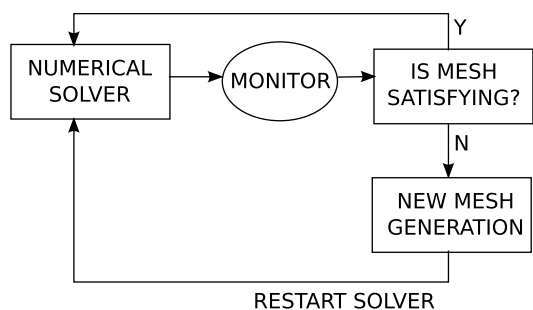 Y
NUMERICAL
SOLVER
MONITOR
IS MESH
SATISFYING?
N
NEW MESH
GENERATION
RESTART SOLVER